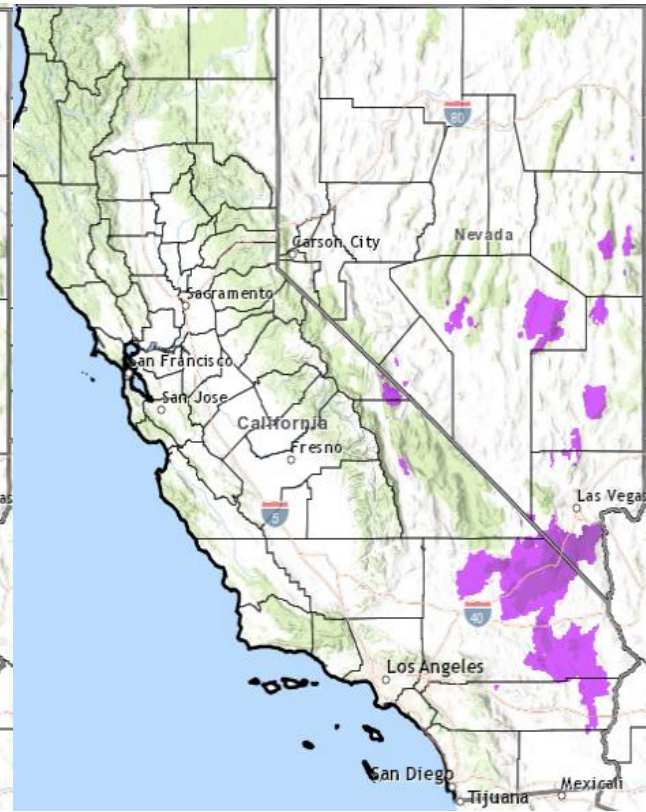 80
Carson City
Nevada
Sacramento
San Francisco
San Jose
California
Fresno
as
5
Las Vegas
40
Los Angeles
San Diego
Tijuana
Mexicali